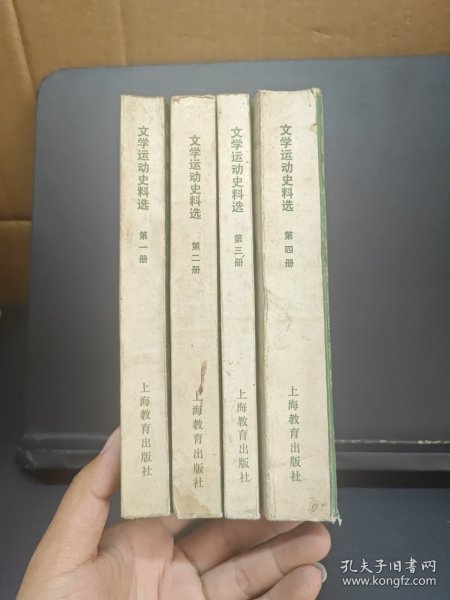 文学运动史料选
第一册
上海教育出版社
文学运动史料选
第二册
上海教育出版社
文学运动史料选
第三册
上海教育出版社
文学运动史料选
第四册
上海教育出版社
孔夫子旧书网
www.kongfz.com